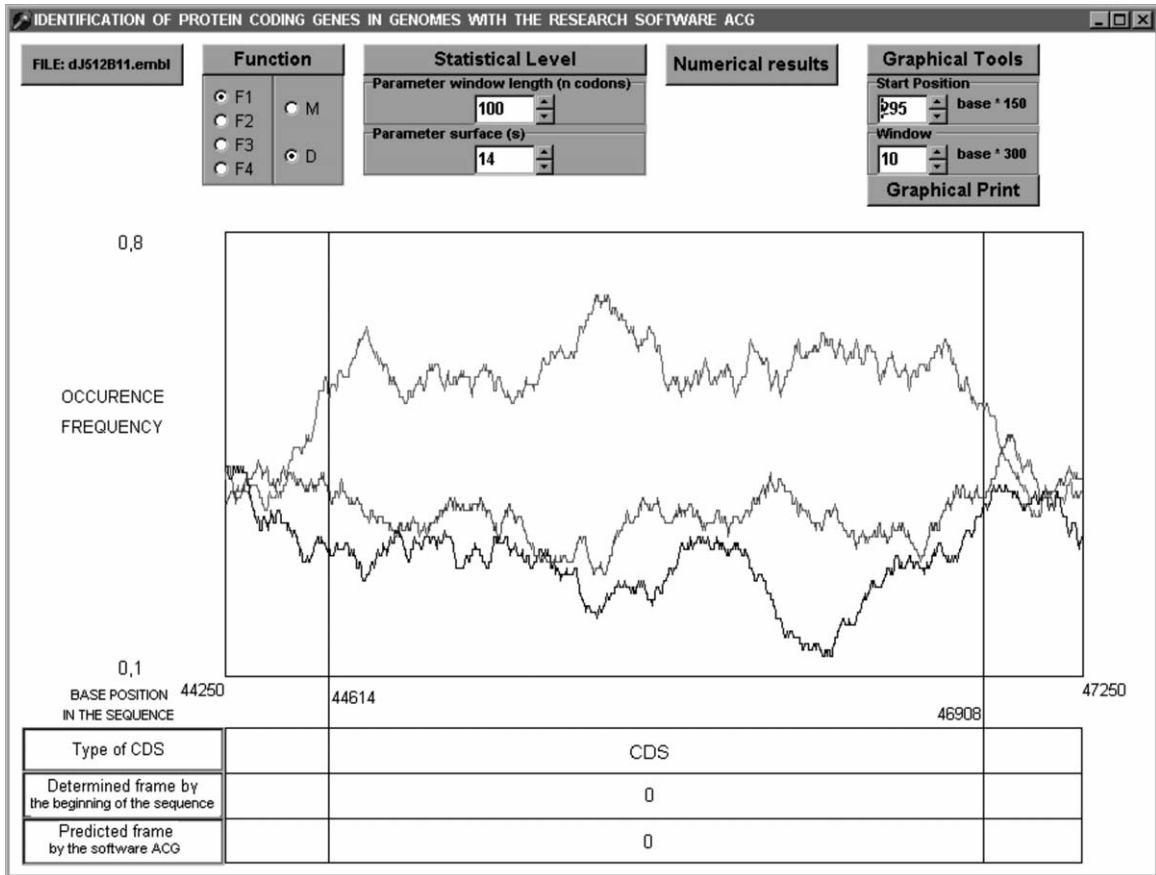 IDENTIFICATION OF PROTEIN CODING GENES IN GENOMES WITH THE RESEARCH SOFTWARE ACG
FILE: dJ512B11.embl
Function
F1
F2
F3
F4
M
D
Statistical Level
Parameter window length (n codons)
100
Parameter surface (s)
14
Numerical results
Graphical Tools
Start Position
295 base * 150
Window
10 base * 300
Graphical Print
0,8
OCCURENCE
FREQUENCY
0,1
BASE POSITION
IN THE SEQUENCE
44250
44614
46908
47250
Type of CDS
CDS
Determined frame by
the beginning of the sequence
0
Predicted frame
by the software ACG
0